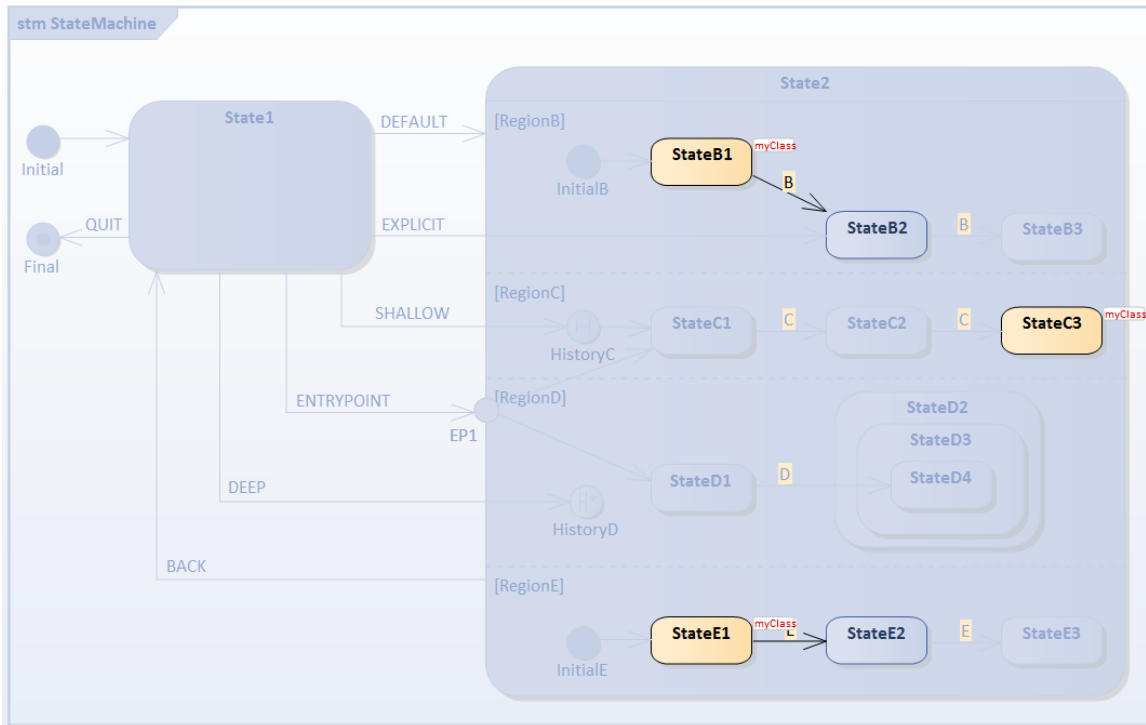 stm StateMachine
State2
State1
DEFAULT
[RegionB]
StateB1
myClass
Initial
InitialB
B
QUIT
EXPLICIT
StateB2
B
StateB3
Final
[RegionC]
SHALLOW
HistoryC
StateC1
C
StateC2
C
StateC3
myClass
ENTRYPOINT
[RegionD]
EP1
StateD2
StateD3
StateD1
D
StateD4
DEEP
H*
HistoryD
BACK
[RegionE]
StateE1
myClass
StateE2
E
StateE3
InitialE